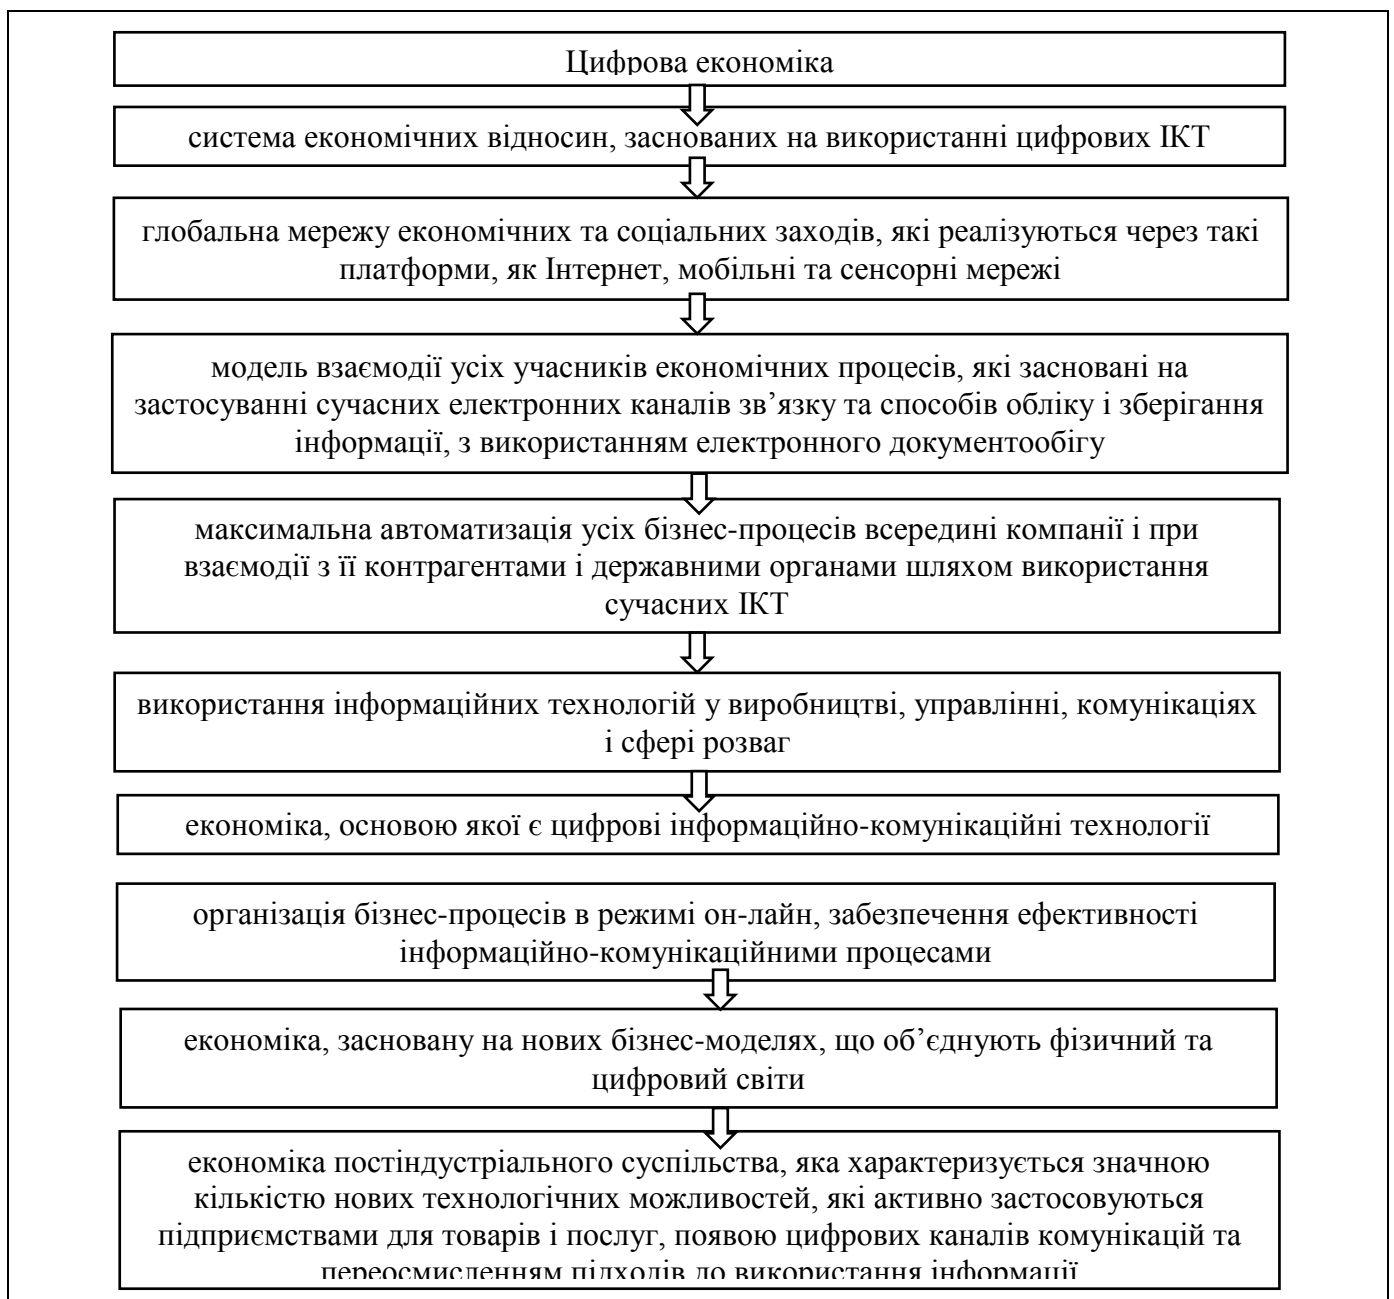 Цифрова економіка
система економічних відносин, заснованих на використанні цифрових ІКТ
глобальна мережу економічних та соціальних заходів, які реалізуються через такі
платформи, як Інтернет, мобільні та сенсорні мережі
модель взаємодії усіх учасників економічних процесів, які засновані на
застосуванні сучасних електронних каналів зв’язку та способів обліку і зберігання
інформації, з використанням електронного документообігу
максимальна автоматизація усіх бізнес-процесів всередині компанії і при
взаємодії з її контрагентами і державними органами шляхом використання
сучасних ІКТ
використання інформаційних технологій у виробництві, управлінні, комунікаціях
і сфері розваг
економіка, основою якої є цифрові інформаційно-комунікаційні технології
організація бізнес-процесів в режимі он-лайн, забезпечення ефективності
інформаційно-комунікаційними процесами
економіка, засновану на нових бізнес-моделях, що об’єднують фізичний та
цифровий світи
економіка постіндустріального суспільства, яка характеризується значною
кількістю нових технологічних можливостей, які активно застосовуються
підприємствами для товарів і послуг, появою цифрових каналів комунікацій та
переосмисленням підходів до використання інформації